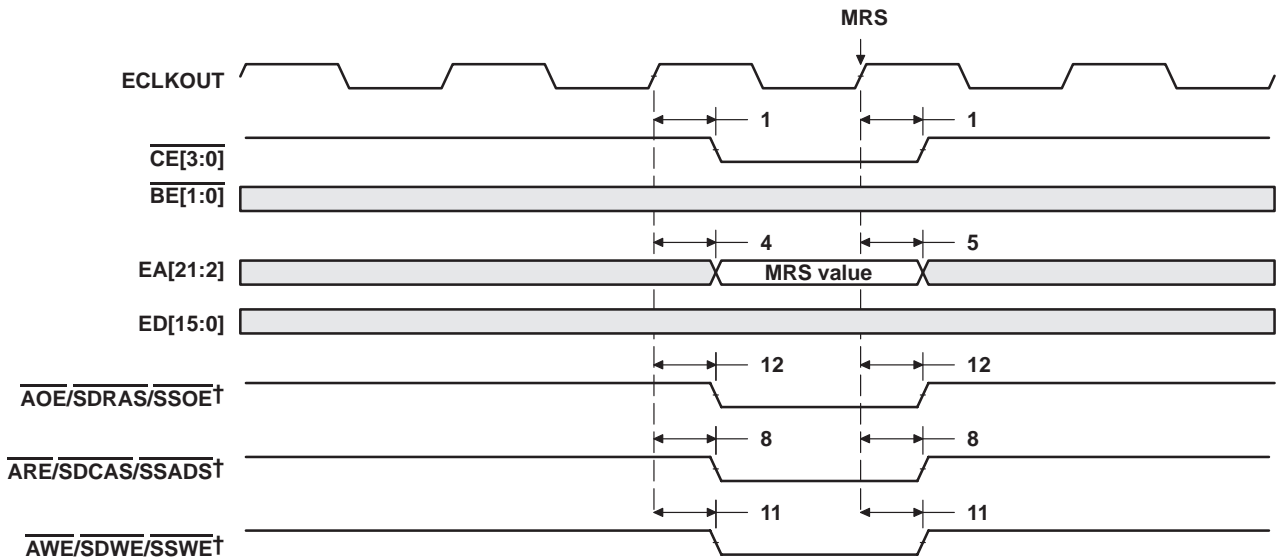 MRS
ECLKOUT
1 1
CE[3:0]
BE[1:0]
4 5
EA[21:2] MRS value
ED[15:0]
12 12
AOE/SDRAS/SSOE†
8 8
ARE/SDCAS/SSADS†
11 11
AWE/SDWE/SSWE†